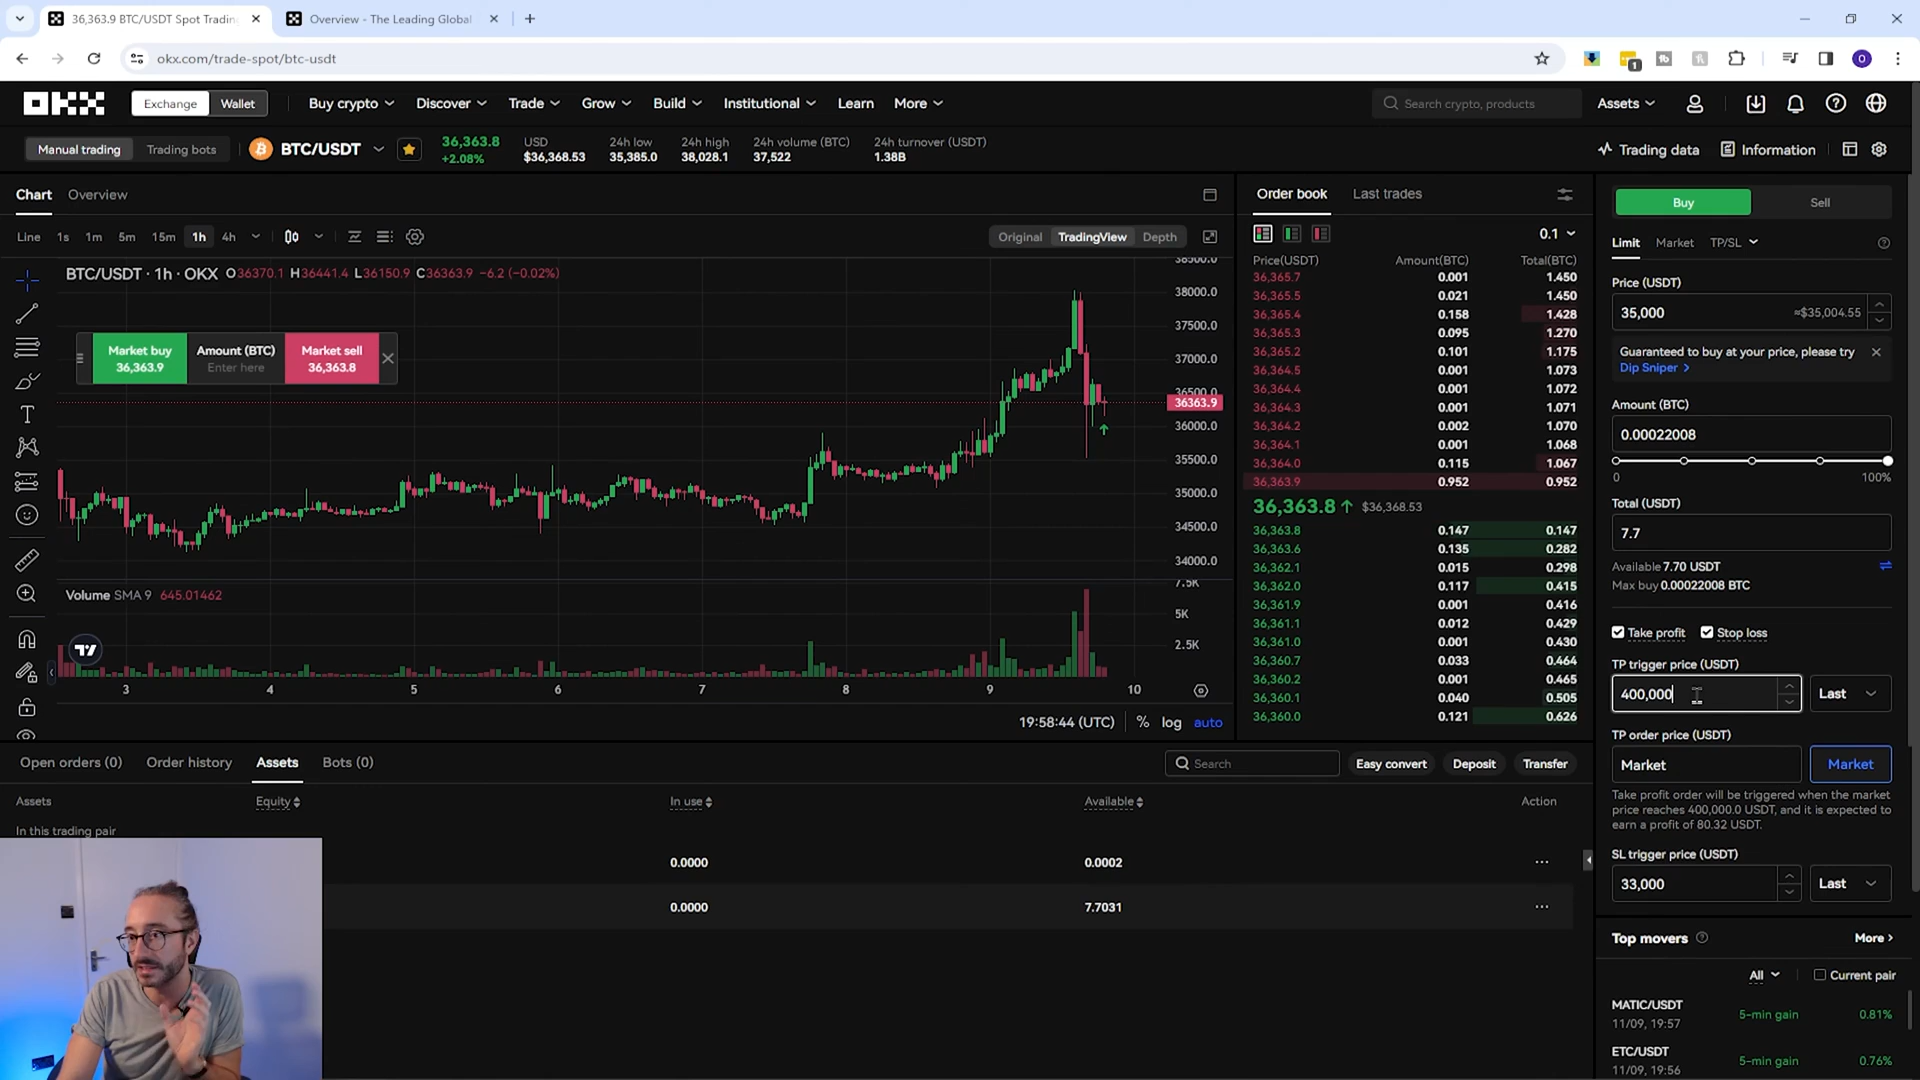 36,363.9 BTC/USDT Spot Tradin
Overview - The Leading Global
okx.com/trade-spot/btc-usdt
1
O
OKX
Exchange
Wallet
Buy crypto
Discover
Trade
Grow
Build
Institutional
Learn
More
Search crypto, products
Assets
Manual trading
Trading bots
BTC/USDT
36,363.8
+2.08%
USD
$36,368.53
24h low
35,385.0
24h high
38,028.1
24h volume (BTC)
37,522
24h turnover (USDT)
1.38B
Trading data
Information
Chart
Overview
Line 1s 1m 5m 15m 1h 4h
Original
TradingView
Depth
BTC/USDT · 1h · OKX O36370.1 H36441.4 L36150.9 C36363.9 −6.2 (−0.02%)
Market buy
36,363.9
Amount (BTC)
Enter here
Market sell
36,363.8
38500.0
38000.0
37500.0
37000.0
36500.0
36363.9
36000.0
35500.0
35000.0
34500.0
34000.0
Volume SMA 9 645.01462
7.5K
5K
2.5K
3 4 5 6 7 8 9 10
19:58:44 (UTC) % log auto
Order book
Last trades
0.1
Price(USDT) Amount(BTC) Total(BTC)
36,365.7 0.001 1.450
36,365.5 0.021 1.450
36,365.4 0.158 1.428
36,365.3 0.095 1.270
36,365.2 0.101 1.175
36,364.5 0.001 1.073
36,364.4 0.001 1.072
36,364.3 0.001 1.071
36,364.2 0.002 1.070
36,364.1 0.001 1.068
36,364.0 0.115 1.067
36,363.9 0.952 0.952
36,363.8 $36,368.53
36,363.8 0.147 0.147
36,363.6 0.135 0.282
36,362.1 0.015 0.298
36,362.0 0.117 0.415
36,361.9 0.001 0.416
36,361.1 0.012 0.429
36,361.0 0.001 0.430
36,360.7 0.033 0.464
36,360.2 0.001 0.465
36,360.1 0.040 0.505
36,360.0 0.121 0.626
Buy
Sell
Limit
Market
TP/SL
Price (USDT)
35,000 ≈$35,004.55
Guaranteed to buy at your price, please try
Dip Sniper
Amount (BTC)
0.00022008
0 100%
Total (USDT)
7.7
Available 7.70 USDT
Max buy 0.00022008 BTC
Take profit
Stop loss
TP trigger price (USDT)
400,000
Last
TP order price (USDT)
Market
Market
Take profit order will be triggered when the market
price reaches 400,000.0 USDT, and it is expected to
earn a profit of 80.32 USDT.
SL trigger price (USDT)
33,000
Last
Top movers
More
All
Current pair
MATIC/USDT
11/09, 19:57
5-min gain 0.81%
ETC/USDT
11/09, 19:56
5-min gain 0.76%
Open orders (0)
Order history
Assets
Bots (0)
Search
Easy convert
Deposit
Transfer
Assets Equity In use Available Action
In this trading pair
0.0000 0.0002
0.0000 7.7031